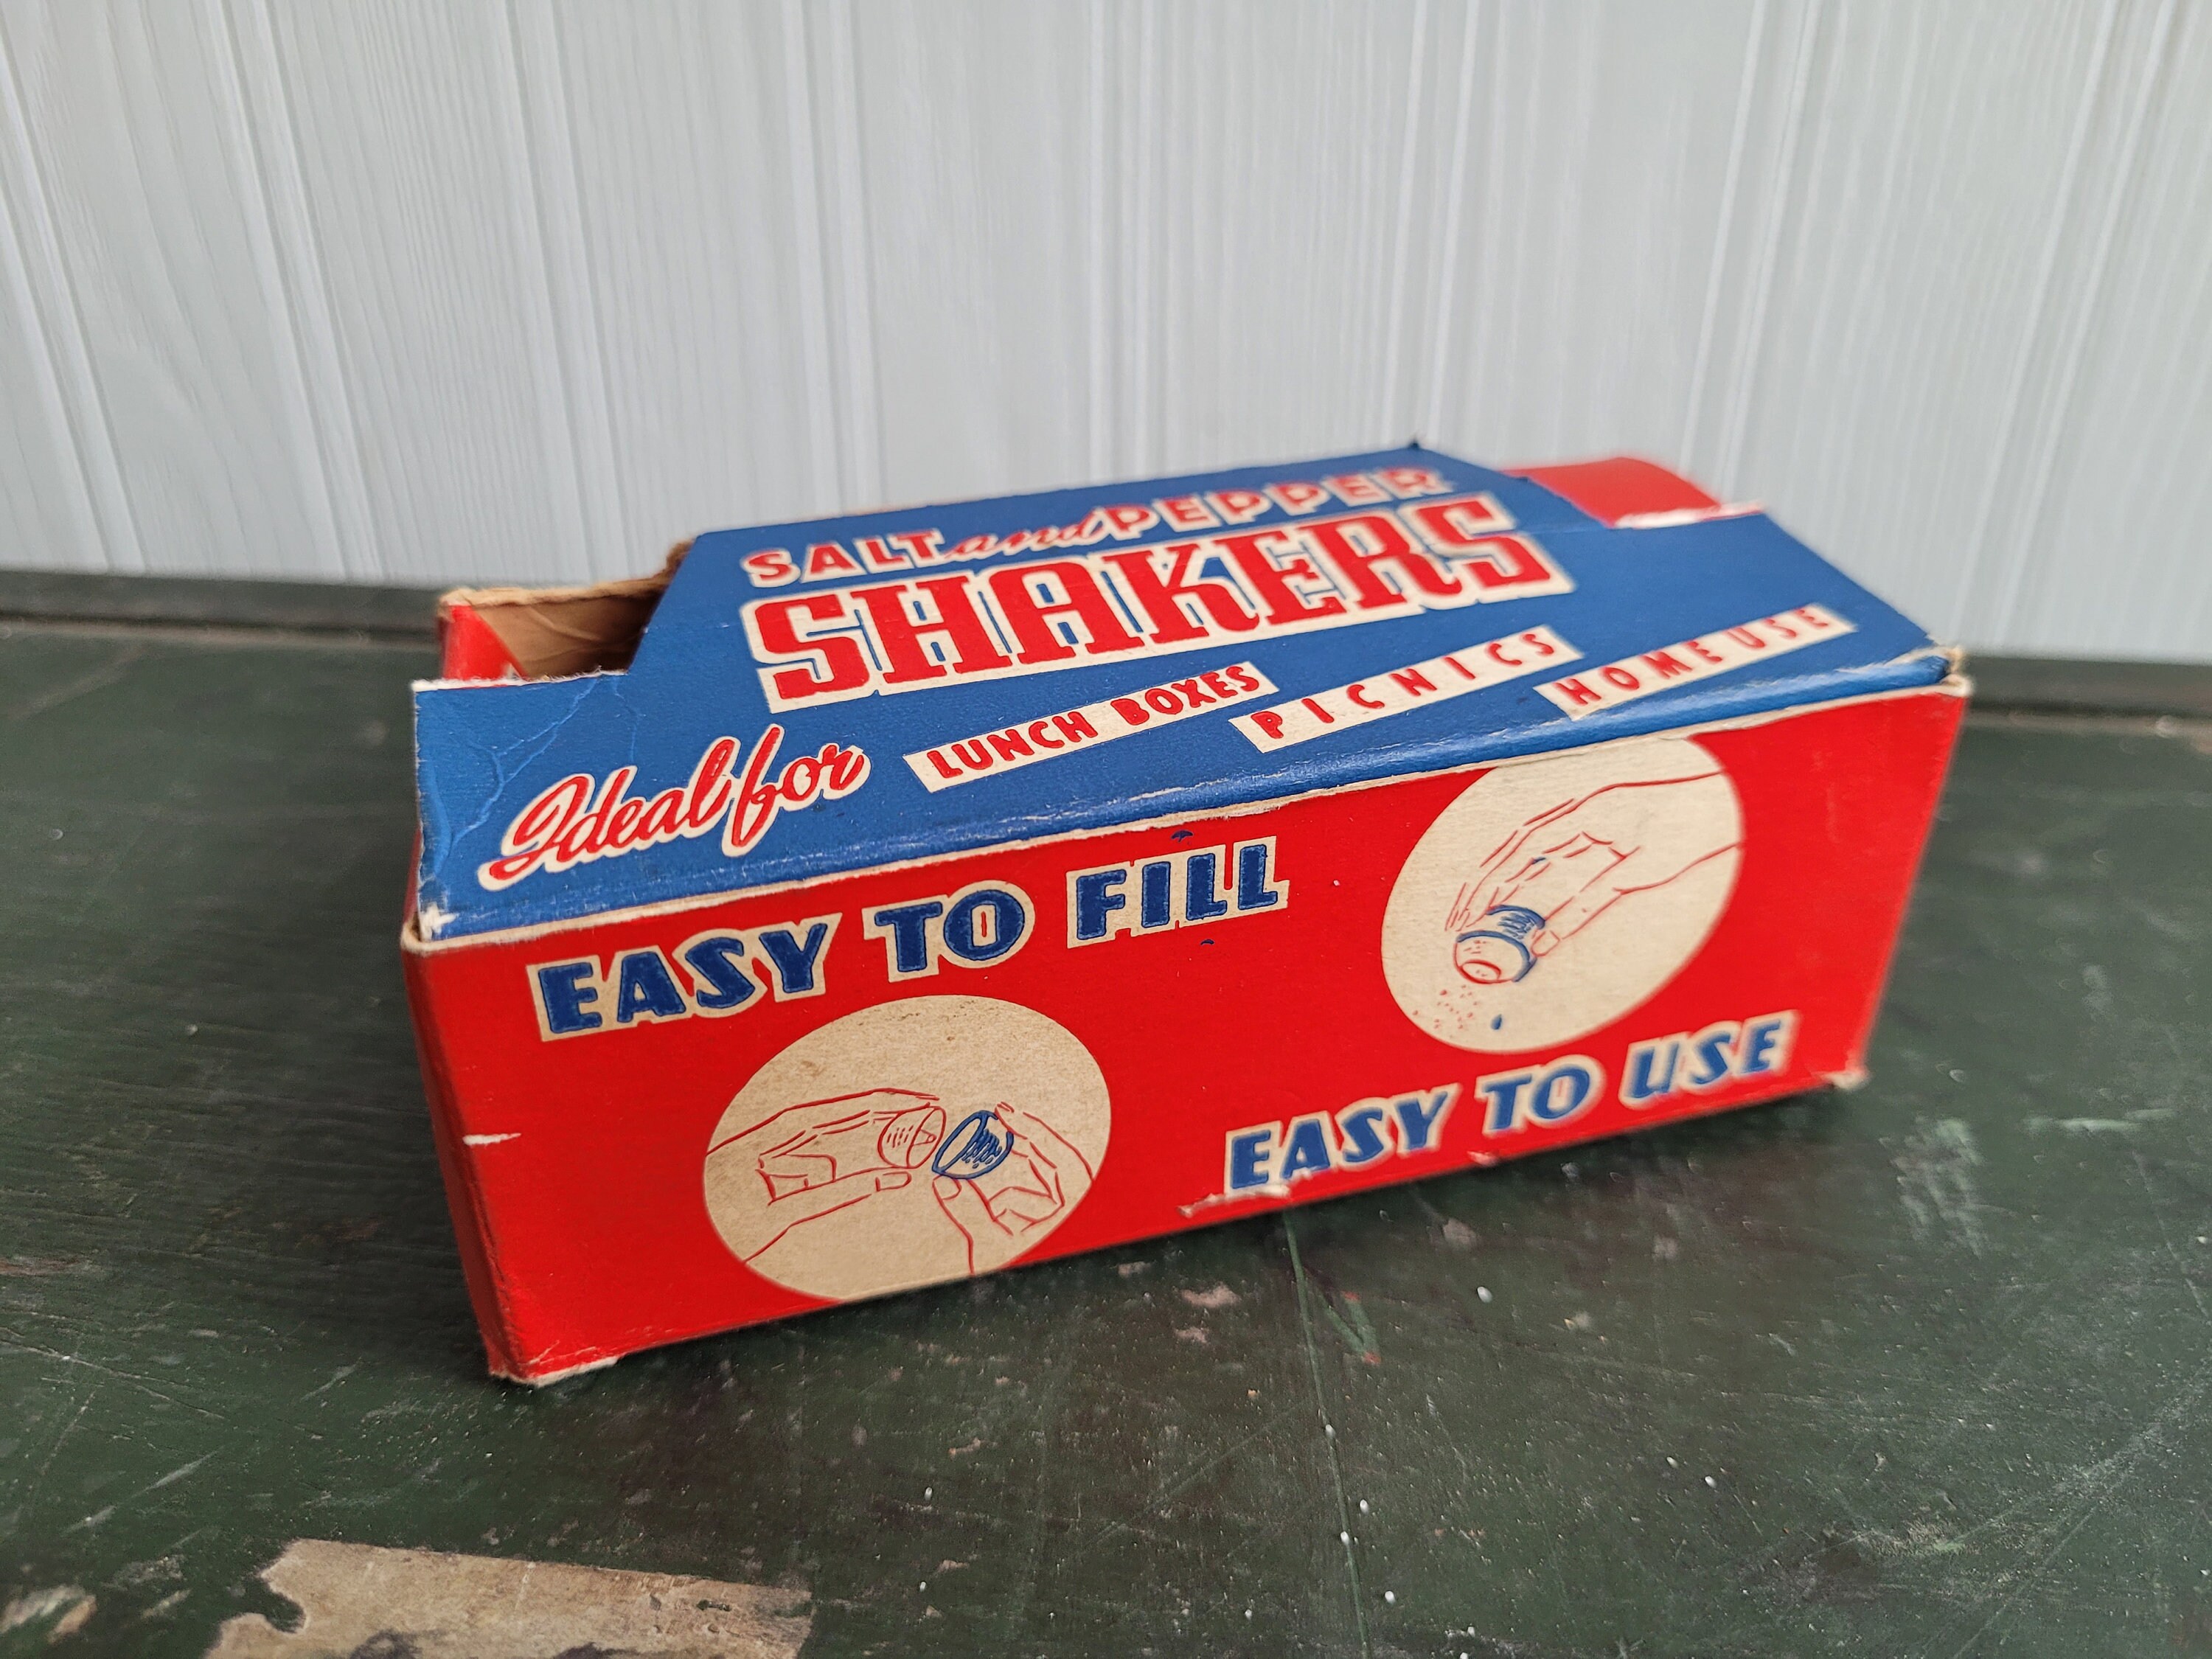 SALT and PEPPER
SHAKERS
Ideal for LUNCH BOXES PICNICS HOME USE
EASY TO FILL
EASY TO USE